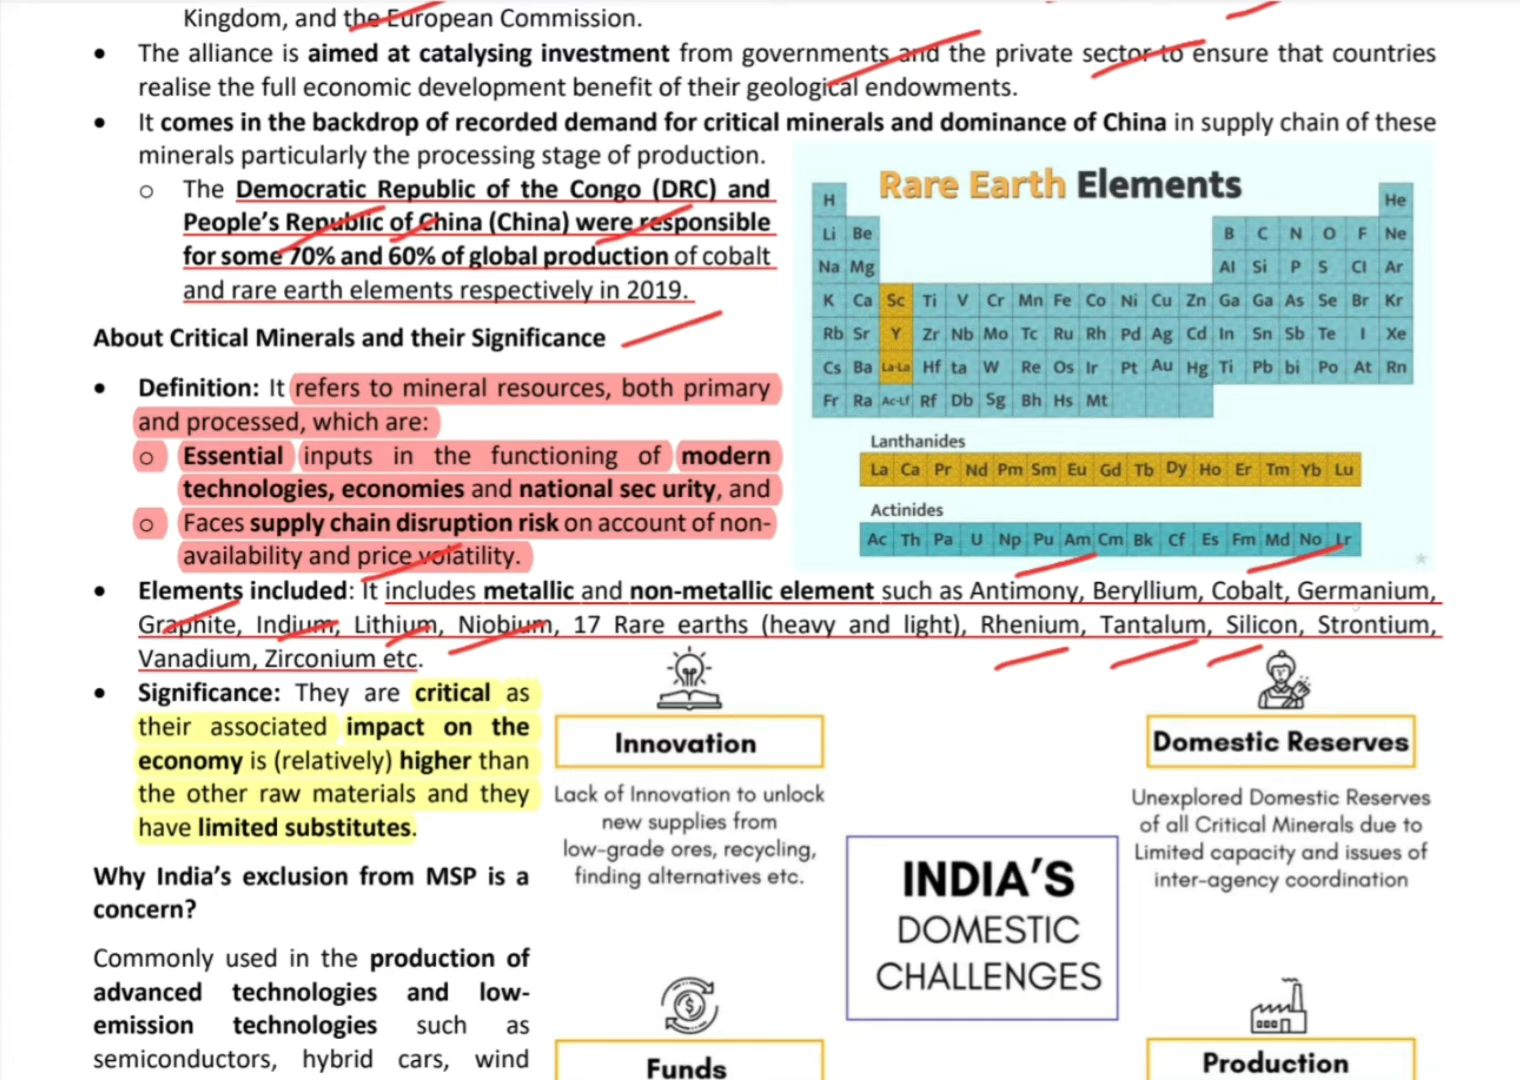 Kingdom, and the European Commission.
• The alliance is aimed at catalysing investment from governments and the private sector to ensure that countries
realise the full economic development benefit of their geological endowments.
• It comes in the backdrop of recorded demand for critical minerals and dominance of China in supply chain of these
minerals particularly the processing stage of production.
o The Democratic Republic of the Congo (DRC) and
People's Republic of China (China) were responsible
for some 70% and 60% of global production of cobalt
and rare earth elements respectively in 2019.
Rare Earth Elements
H He
Li Be B C N O F Ne
Na Mg Al Si P S Cl Ar
K Ca Sc Ti V Cr Mn Fe Co Ni Cu Zn Ga Ga As Se Br Kr
Rb Sr Y Zr Nb Mo Tc Ru Rh Pd Ag Cd In Sn Sb Te I Xe
Cs Ba La-La Hf ta W Re Os Ir Pt Au Hg Ti Pb bi Po At Rn
Fr Ra Ac-Lf Rf Db Sg Bh Hs Mt
Lanthanides
La Ca Pr Nd Pm Sm Eu Gd Tb Dy Ho Er Tm Yb Lu
Actinides
Ac Th Pa U Np Pu Am Cm Bk Cf Es Fm Md No Lr
About Critical Minerals and their Significance
• Definition: It refers to mineral resources, both primary
and processed, which are:
o Essential inputs in the functioning of modern
technologies, economies and national sec urity, and
o Faces supply chain disruption risk on account of non-
availability and price volatility.
• Elements included: It includes metallic and non-metallic element such as Antimony, Beryllium, Cobalt, Germanium,
Graphite, Indium, Lithium, Niobium, 17 Rare earths (heavy and light), Rhenium, Tantalum, Silicon, Strontium,
Vanadium, Zirconium etc.
• Significance: They are critical as
their associated impact on the
economy is (relatively) higher than
the other raw materials and they
have limited substitutes.
Why India's exclusion from MSP is a
concern?
Commonly used in the production of
advanced technologies and low-
emission technologies such as
semiconductors, hybrid cars, wind
Innovation
Lack of Innovation to unlock
new supplies from
low-grade ores, recycling,
finding alternatives etc.
Domestic Reserves
Unexplored Domestic Reserves
of all Critical Minerals due to
Limited capacity and issues of
inter-agency coordination
INDIA'S
DOMESTIC
CHALLENGES
Funds
Production